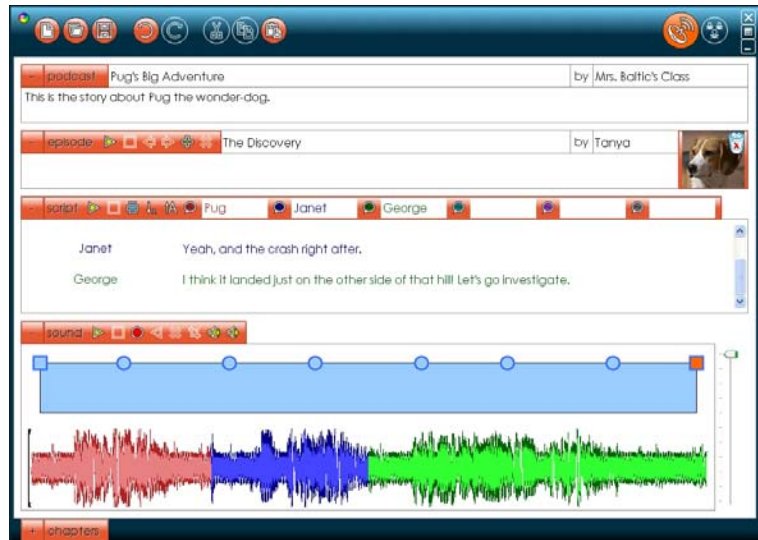 - podcast Pug's Big Adventure by Mrs. Baltic's Class
This is the story about Pug the wonder-dog.
- episode The Discovery by Tanya
- script Pug Janet George
Janet Yeah, and the crash right after.
George I think it landed just on the other side of that hill! Let's go investigate.
- sound
+ chapters